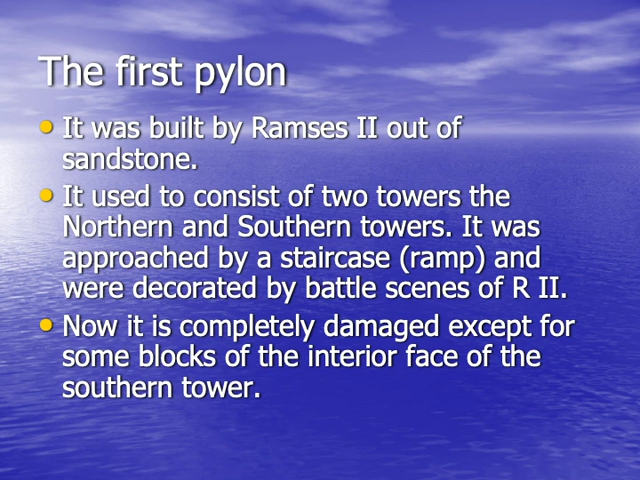 The first pylon
• It was built by Ramses II out of
sandstone.
• It used to consist of two towers the
Northern and Southern towers. It was
approached by a staircase (ramp) and
were decorated by battle scenes of R II.
• Now it is completely damaged except for
some blocks of the interior face of the
southern tower.